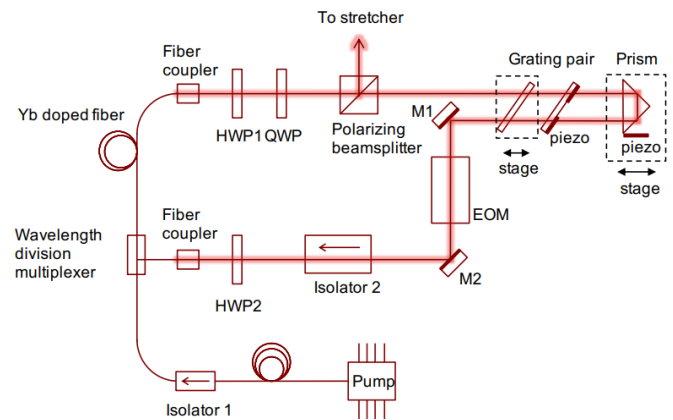 To stretcher
Fiber
coupler
Grating pair
Prism
Yb doped fiber
HWP1
QWP
Polarizing
beamsplitter
M1
piezo
piezo
stage
stage
Fiber
coupler
EOM
Wavelength
division
multiplexer
HWP2
Isolator 2
M2
Pump
Isolator 1